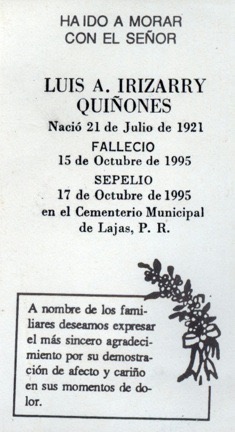 HA IDO A MORAR
CON EL SEÑOR
LUIS A. IRIZARRY
QUIÑONES
Nació 21 de Julio de 1921
FALLECIO
15 de Octubre de 1995
SEPELIO
17 de Octubre de 1995
en el Cementerio Municipal
de Lajas, P. R.
A nombre de los fami-
liares deseamos expresar
el más sincero agradeci-
miento por su demostra-
ción de afecto y cariño
en sus momentos de do-
lor.